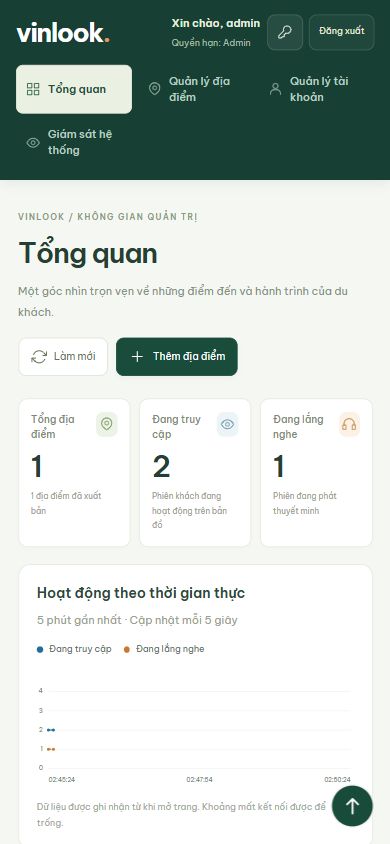 vinlook.
Xin chào, admin
Quyền hạn: Admin
Đăng xuất
Tổng quan
Quản lý địa
điểm
Quản lý tài
khoản
Giám sát hệ
thống
VINLOOK / KHÔNG GIAN QUẢN TRỊ
Tổng quan
Một góc nhìn trọn vẹn về những điểm đến và hành trình của du
khách.
Làm mới
Thêm địa điểm
Tổng địa
điểm
1
1 địa điểm đã xuất
bản
Đang truy
cập
2
Phiên khách đang
hoạt động trên bản
đồ
Đang lắng
nghe
1
Phiên đang phát
thuyết minh
Hoạt động theo thời gian thực
5 phút gần nhất · Cập nhật mỗi 5 giây
Đang truy cập
Đang lắng nghe
4
3
2
1
0
02:45:24
02:47:54
02:50:24
Dữ liệu được ghi nhận từ khi mở trang. Khoảng mất kết nối được để
trống.